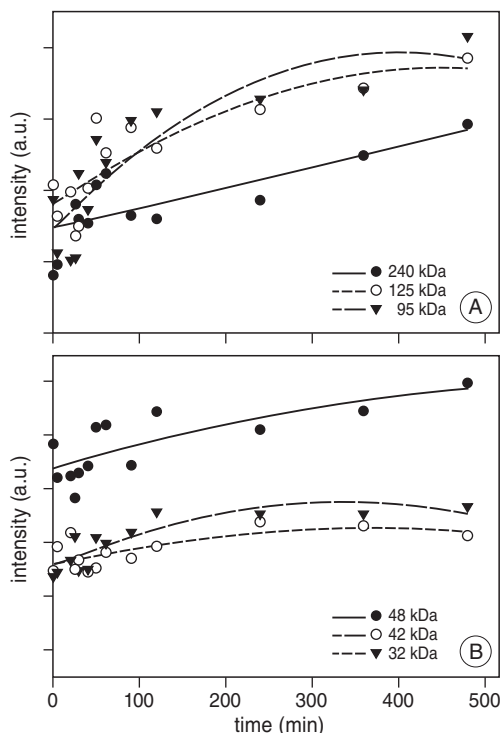 intensity (a.u.)
240 kDa
125 kDa
95 kDa
A
intensity (a.u.)
48 kDa
42 kDa
32 kDa
B
0 100 200 300 400 500
time (min)